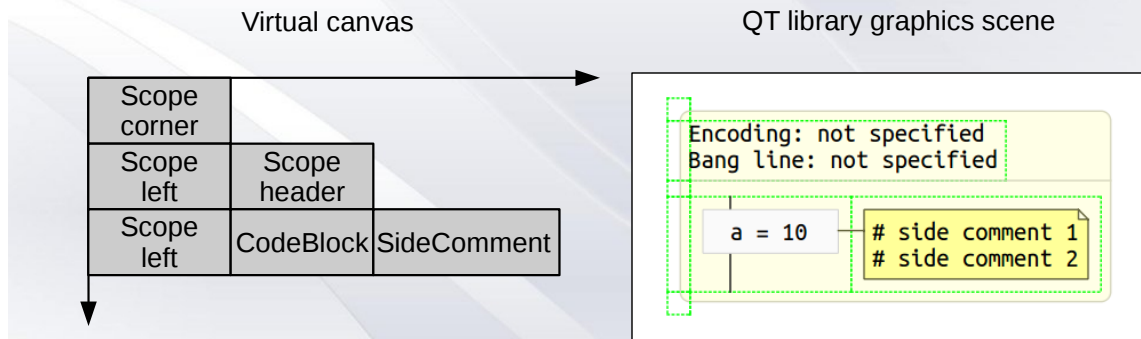 Virtual canvas
QT library graphics scene
Scope
corner
Scope
left
Scope
header
Scope
left
CodeBlock
SideComment
Encoding: not specified
Bang line: not specified
a = 10
# side comment 1
# side comment 2